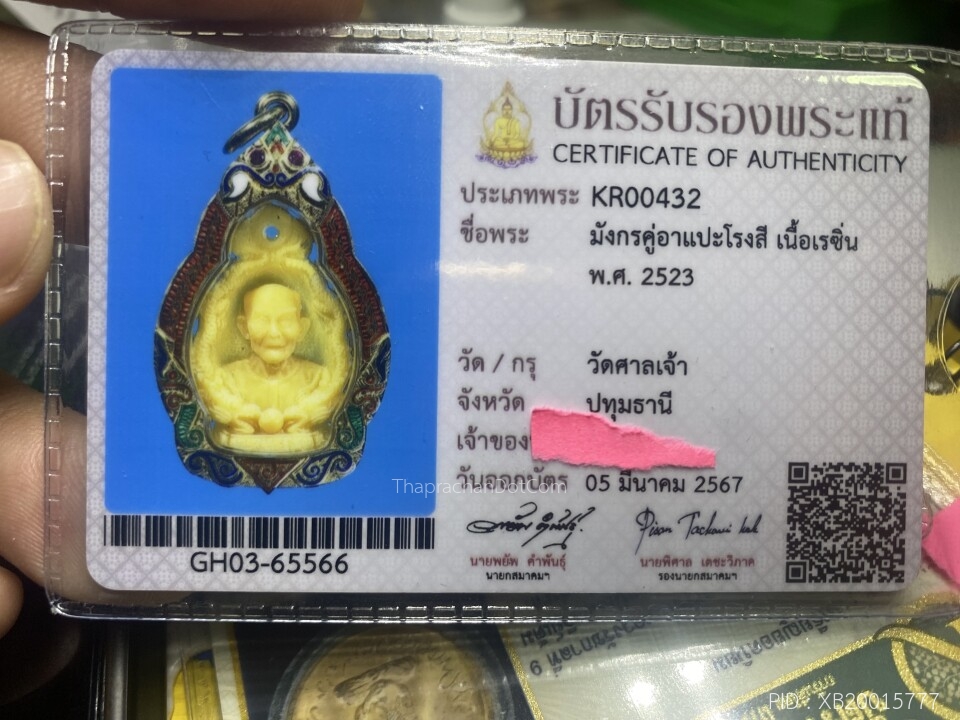 บัตรรับรองพระแท้
CERTIFICATE OF AUTHENTICITY
ประเภทพระ KR00432
ชื่อพระ มังกรคู่อาแปะโรงสี เนื้อเรซิ่น
พ.ศ. 2523
วัด / กรุ วัดศาลเจ้า
จังหวัด ปทุมธานี
เจ้าของ
วันออกบัตร 05 มีนาคม 2567
ThaprachanDotCom
GH03-65566
นายพยัพ คำพันธุ์ นายพิศาล เตชะวิภาค
นายกสมาคมฯ รองนายกสมาคมฯ
PID : XB20015777